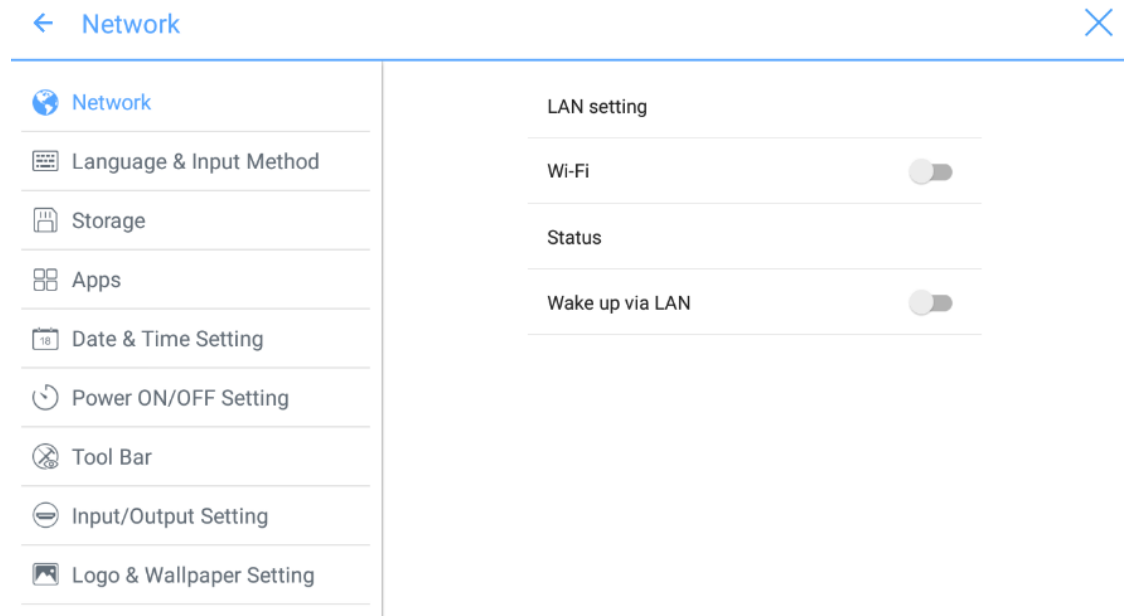 Network
Network
Language & Input Method
Storage
Apps
18
Date & Time Setting
Power ON/OFF Setting
Tool Bar
Input/Output Setting
Logo & Wallpaper Setting
LAN setting
Wi-Fi
Status
Wake up via LAN